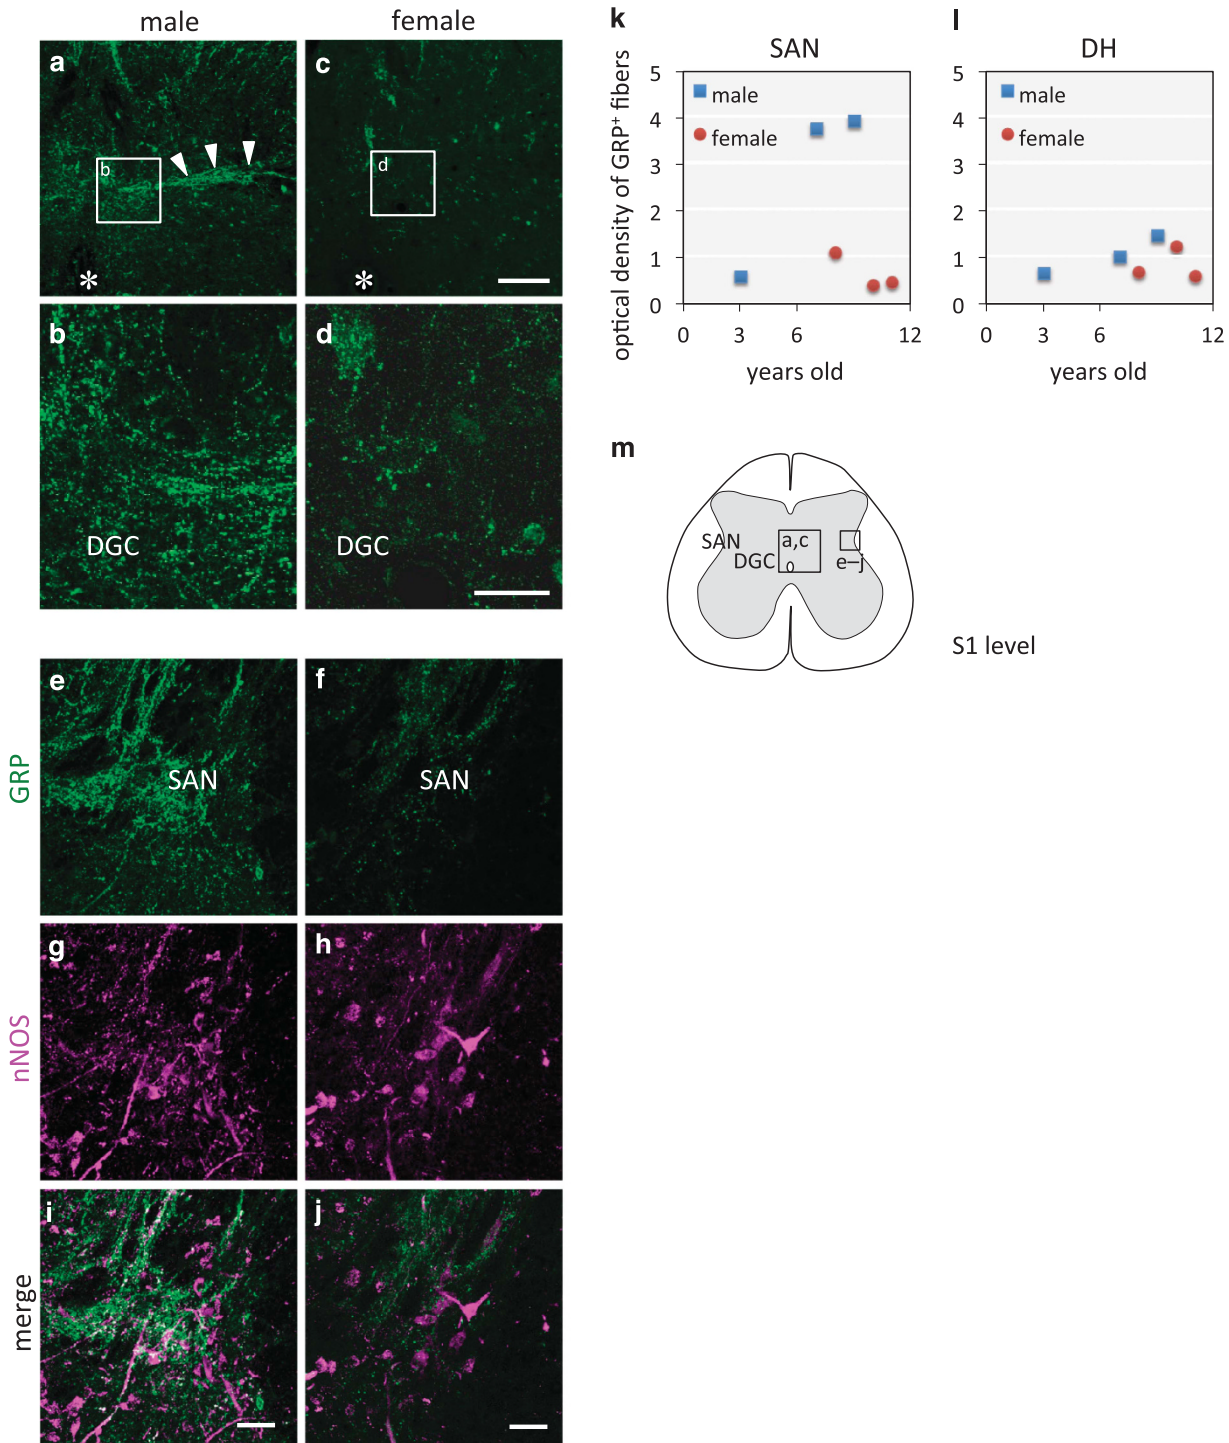 male
female
a
b
*
c
d
*
b
DGC
d
DGC
GRP
e
SAN
f
SAN
nNOS
g
h
merge
i
j
k
SAN
optical density of GRP+ fibers
5
4
3
2
1
0
male
female
0 3 6 9 12
years old
l
DH
5
4
3
2
1
0
male
female
0 3 6 12
years old
m
SAN
DGC
a,c
e–j
S1 level